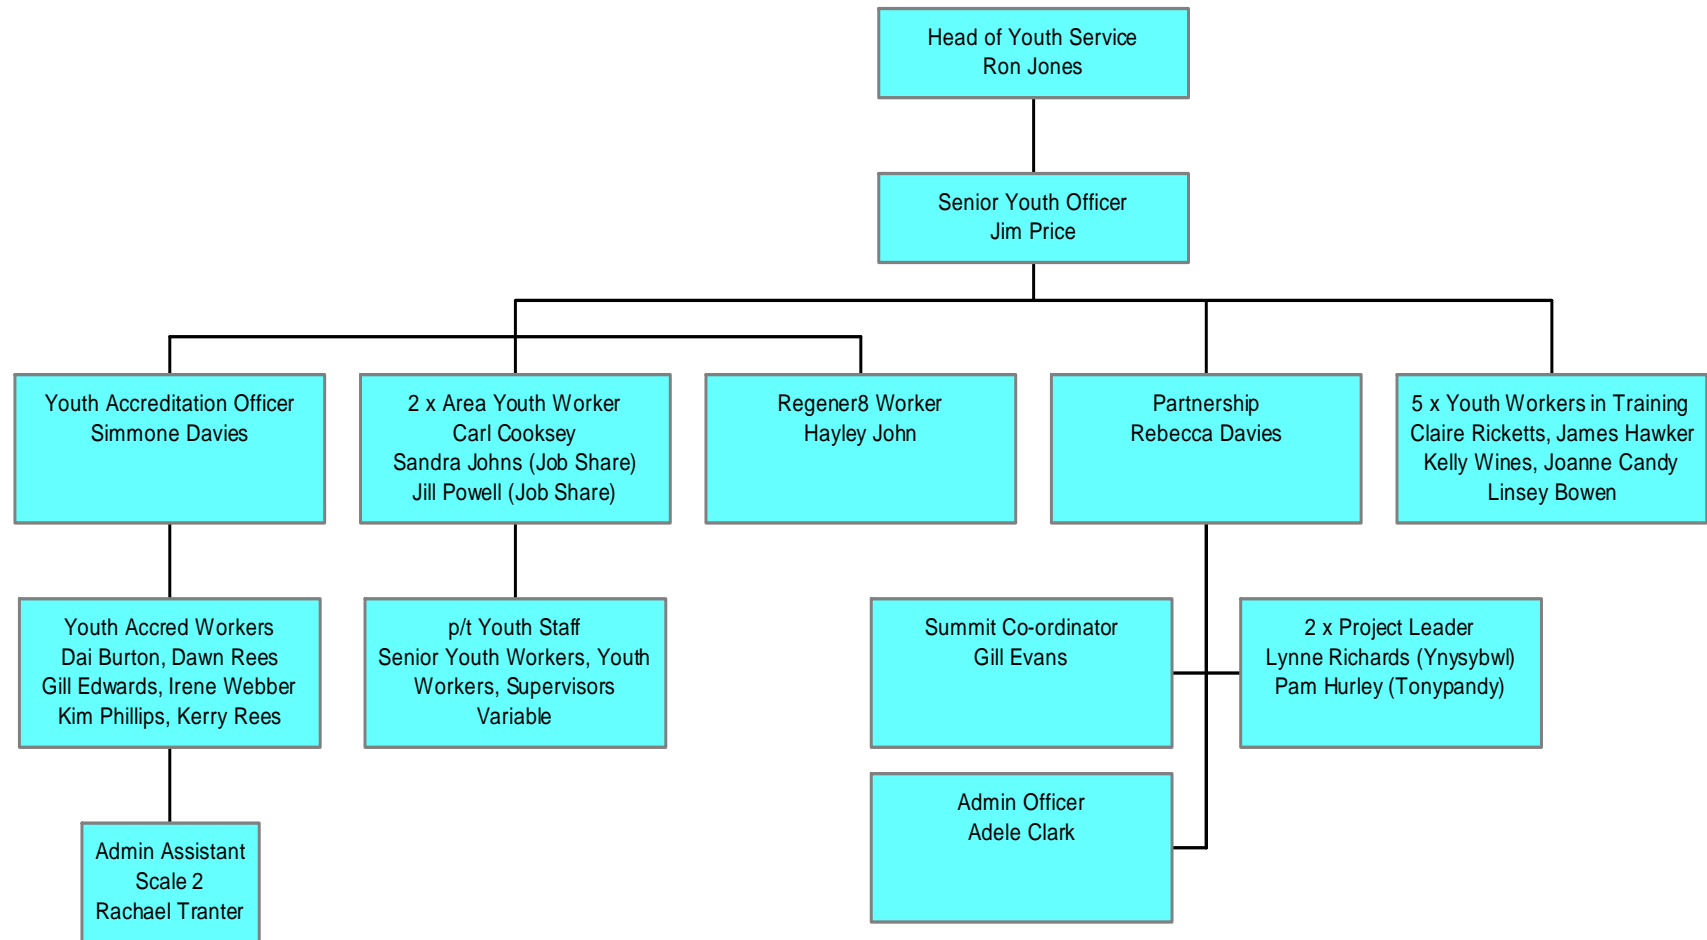 Head of Youth Service
Ron Jones
Senior Youth Officer
Jim Price
Youth Accreditation Officer
Simmone Davies
2 x Area Youth Worker
Carl Cooksey
Sandra Johns (Job Share)
Jill Powell (Job Share)
Regener8 Worker
Hayley John
Partnership
Rebecca Davies
5 x Youth Workers in Training
Claire Ricketts, James Hawker
Kelly Wines, Joanne Candy
Linsey Bowen
Youth Accred Workers
Dai Burton, Dawn Rees
Gill Edwards, Irene Webber
Kim Phillips, Kerry Rees
p/t Youth Staff
Senior Youth Workers, Youth
Workers, Supervisors
Variable
Summit Co-ordinator
Gill Evans
2 x Project Leader
Lynne Richards (Ynysybwl)
Pam Hurley (Tonypandy)
Admin Officer
Adele Clark
Admin Assistant
Scale 2
Rachael Tranter